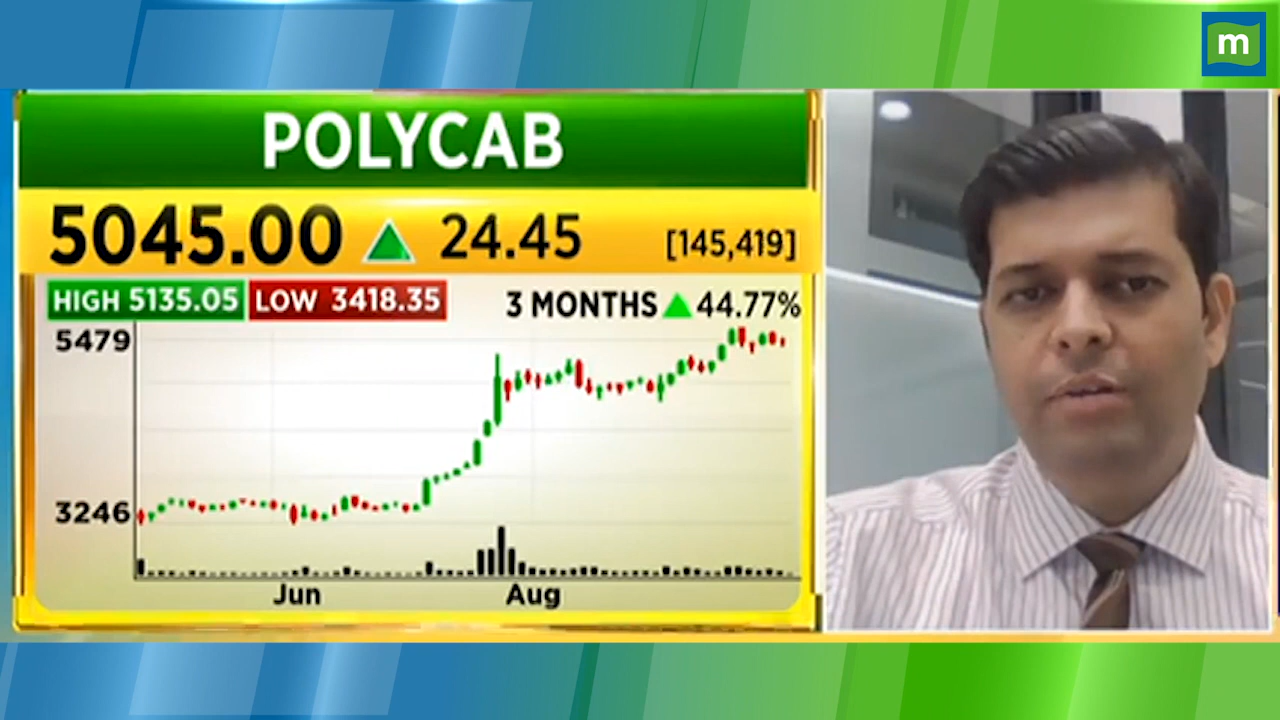 m
POLYCAB
5045.00 ▲ 24.45 [145,419]
HIGH 5135.05 LOW 3418.35 3 MONTHS ▲ 44.77%
5479
3246
Jun Aug